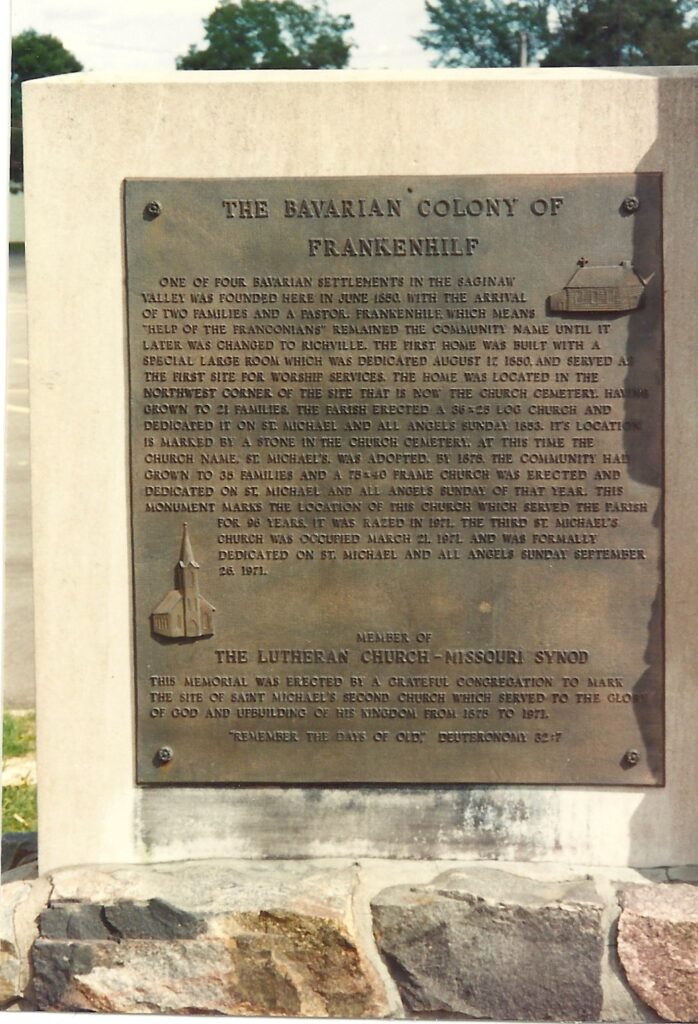 THE BAVARIAN COLONY OF
FRANKENHILF
ONE OF FOUR BAVARIAN SETTLEMENTS IN THE SAGINAW
VALLEY WAS FOUNDED HERE IN JUNE 1850, WITH THE ARRIVAL
OF TWO FAMILIES AND A PASTOR. FRANKENHILF, WHICH MEANS
"HELP OF THE FRANCONIANS" REMAINED THE COMMUNITY NAME UNTIL IT
LATER WAS CHANGED TO RICHVILLE. THE FIRST HOME WAS BUILT WITH A
SPECIAL LARGE ROOM WHICH WAS DEDICATED AUGUST 17, 1850, AND SERVED AS
THE FIRST SITE FOR WORSHIP SERVICES. THE HOME WAS LOCATED IN THE
NORTHWEST CORNER OF THE SITE THAT IS NOW THE CHURCH CEMETERY. HAVING
GROWN TO 21 FAMILIES, THE PARISH ERECTED A 36×25 LOG CHURCH AND
DEDICATED IT ON ST. MICHAEL AND ALL ANGELS SUNDAY 1853. IT'S LOCATION
IS MARKED BY A STONE IN THE CHURCH CEMETERY. AT THIS TIME THE
CHURCH NAME, ST. MICHAEL'S, WAS ADOPTED. BY 1875, THE COMMUNITY HAD
GROWN TO 35 FAMILIES AND A 75×40 FRAME CHURCH WAS ERECTED AND
DEDICATED ON ST. MICHAEL AND ALL ANGELS SUNDAY OF THAT YEAR. THIS
MONUMENT MARKS THE LOCATION OF THIS CHURCH WHICH SERVED THE PARISH
FOR 96 YEARS. IT WAS RAZED IN 1971. THE THIRD ST. MICHAEL'S
CHURCH WAS OCCUPIED MARCH 21, 1971, AND WAS FORMALLY
DEDICATED ON ST. MICHAEL AND ALL ANGELS SUNDAY SEPTEMBER
26, 1971.
MEMBER OF
THE LUTHERAN CHURCH-MISSOURI SYNOD
THIS MEMORIAL WAS ERECTED BY A GRATEFUL CONGREGATION TO MARK
THE SITE OF SAINT MICHAEL'S SECOND CHURCH WHICH SERVED TO THE GLORY
OF GOD AND UPBUILDING OF HIS KINGDOM FROM 1875 TO 1971.
"REMEMBER THE DAYS OF OLD," DEUTERONOMY 32:7